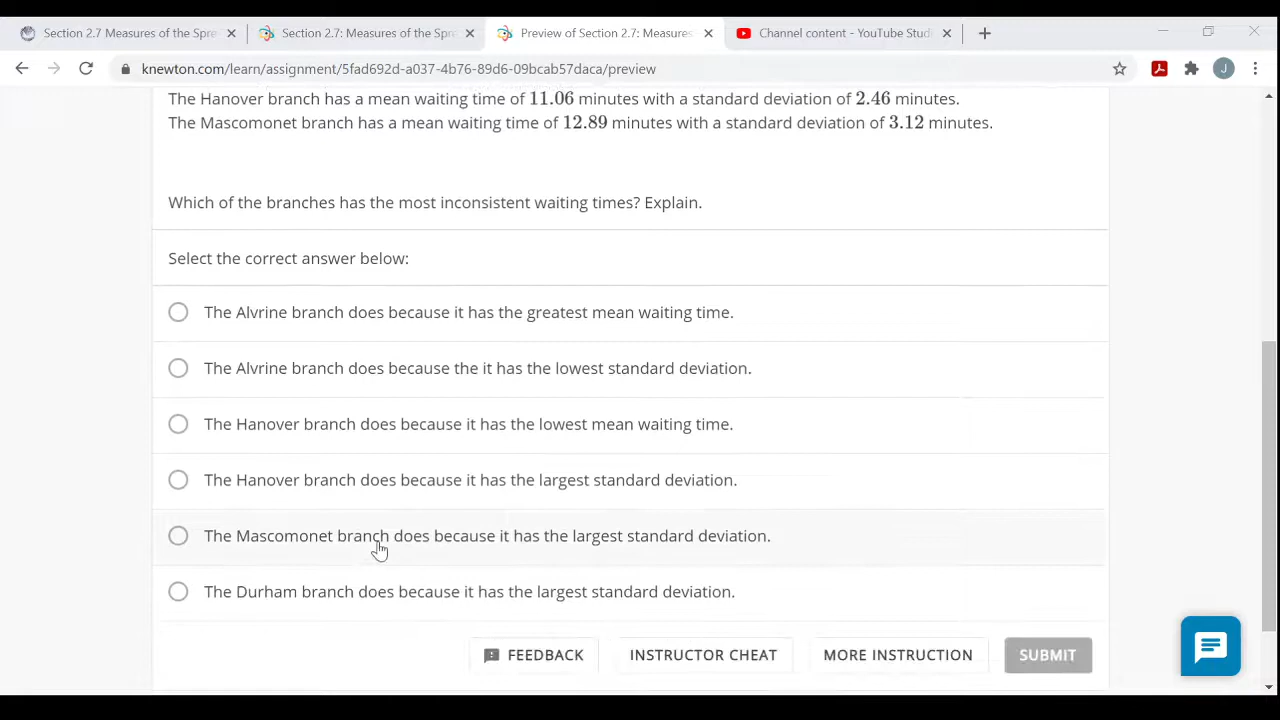 Section 2.7 Measures of the Spre
Section 2.7: Measures of the Spre
Preview of Section 2.7: Measures
Channel content - YouTube Stud
knewton.com/learn/assignment/5fad692d-a037-4b76-89d6-09bcab57daca/preview
J
The Hanover branch has a mean waiting time of 11.06 minutes with a standard deviation of 2.46 minutes.
The Mascomonet branch has a mean waiting time of 12.89 minutes with a standard deviation of 3.12 minutes.
Which of the branches has the most inconsistent waiting times? Explain.
Select the correct answer below:
The Alvrine branch does because it has the greatest mean waiting time.
The Alvrine branch does because the it has the lowest standard deviation.
The Hanover branch does because it has the lowest mean waiting time.
The Hanover branch does because it has the largest standard deviation.
The Mascomonet branch does because it has the largest standard deviation.
The Durham branch does because it has the largest standard deviation.
FEEDBACK
INSTRUCTOR CHEAT
MORE INSTRUCTION
SUBMIT